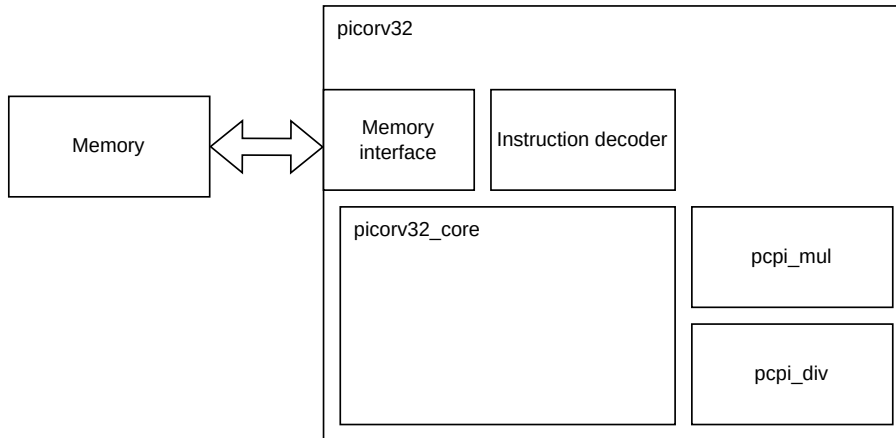 picorv32
Memory
Memory
interface
Instruction decoder
picorv32_core
pcpi_mul
pcpi_div